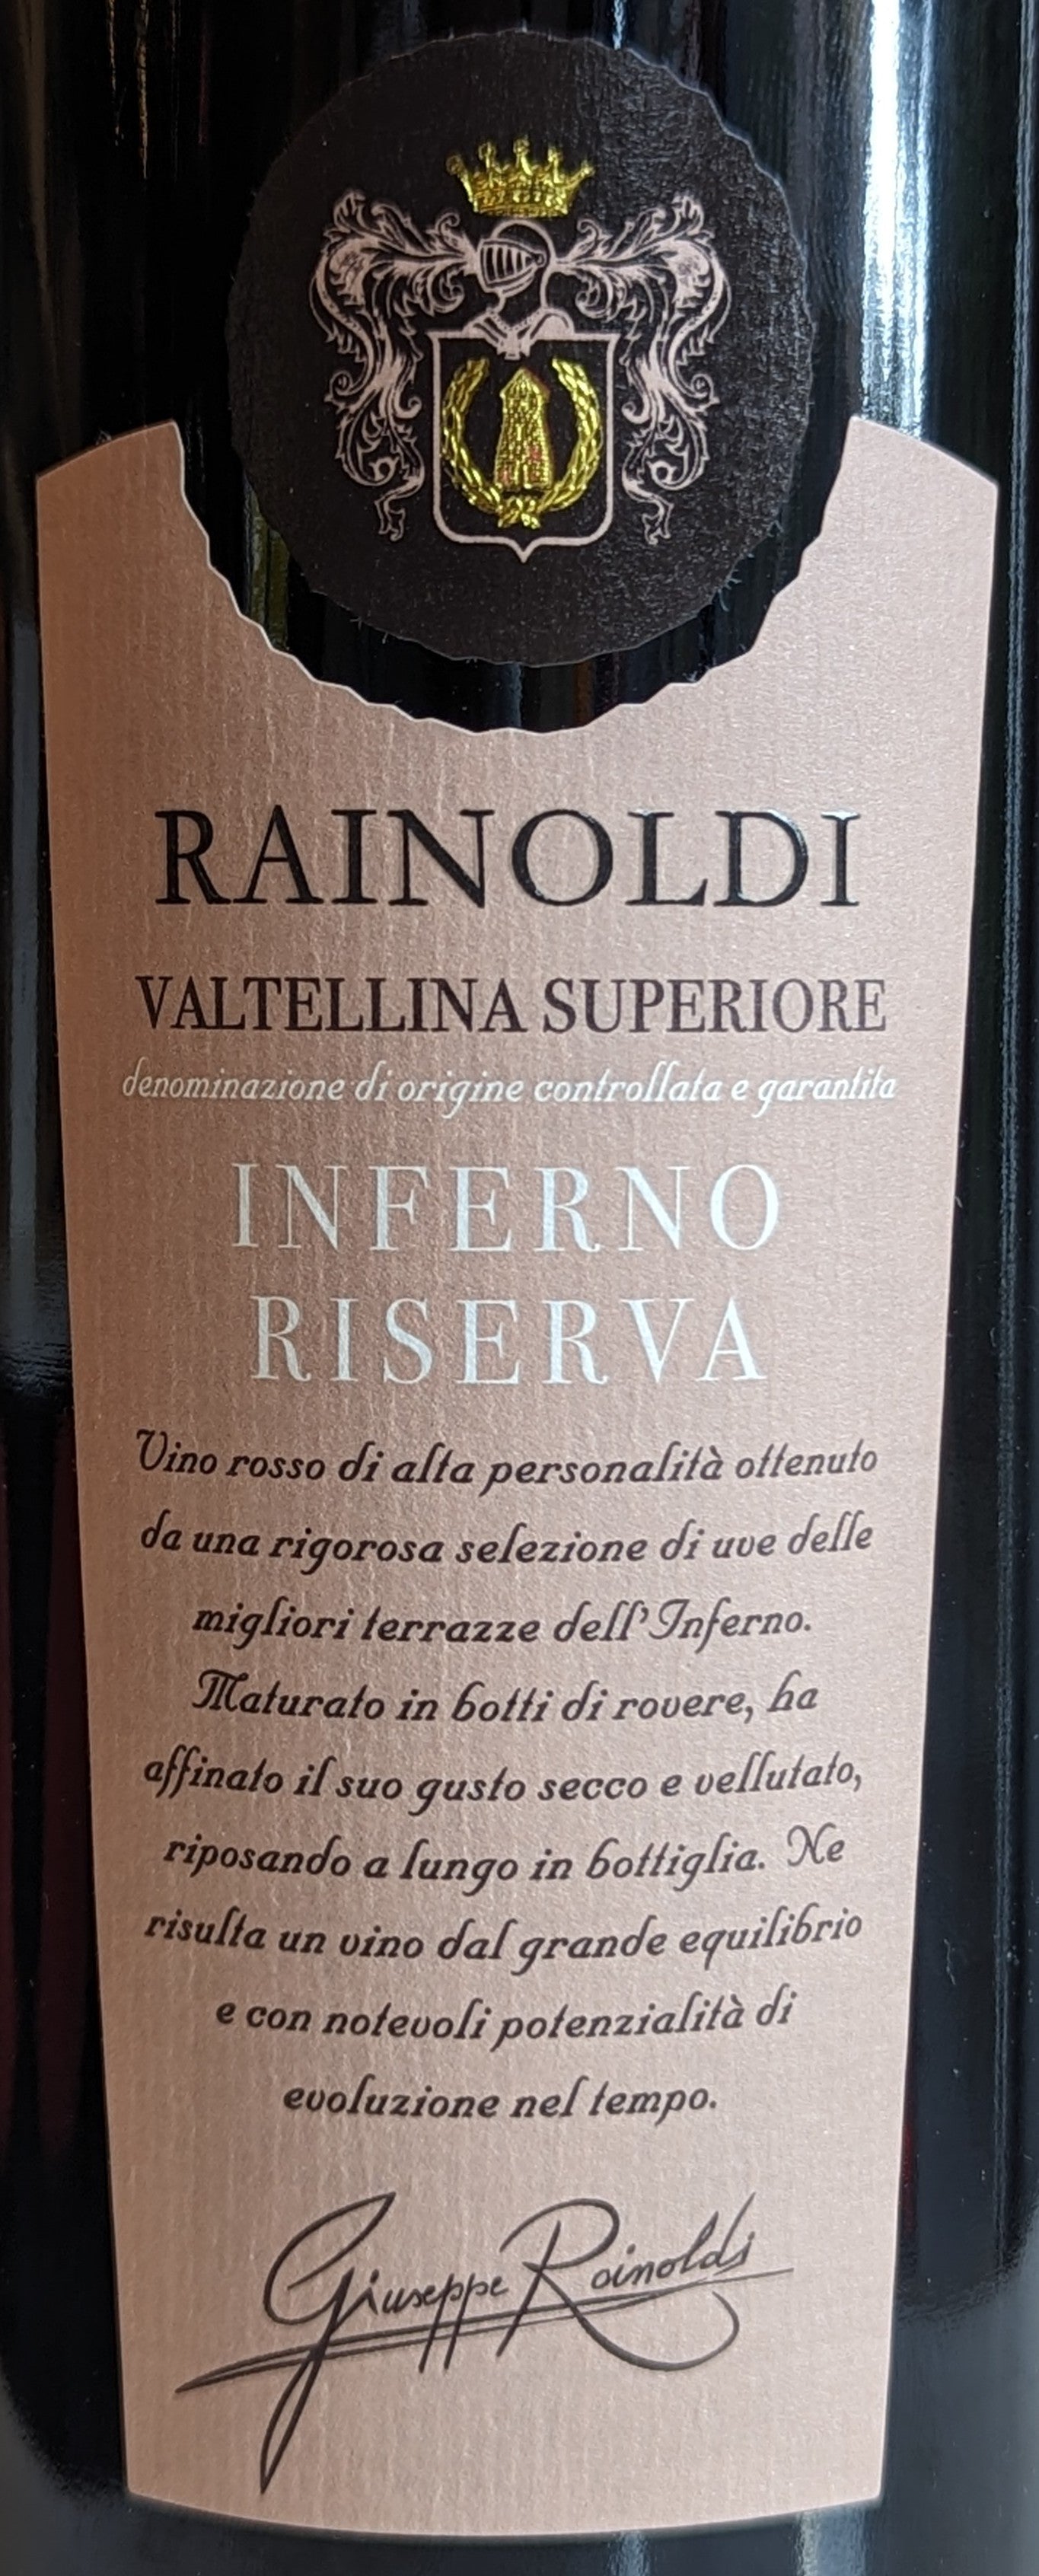 RAINOLDI
VALTELLINA SUPERIORE
denominazione di origine controllata e garantita
INFERNO
RISERVA
Vino rosso di alta personalità ottenuto
da una rigorosa selezione di uve delle
migliori terrazze dell'Inferno.
Maturato in botti di rovere, ha
affinato il suo gusto secco e vellutato,
riposando a lungo in bottiglia. Ne
risulta un vino dal grande equilibrio
e con notevoli potenzialità di
evoluzione nel tempo.
Giuseppe Rainoldi